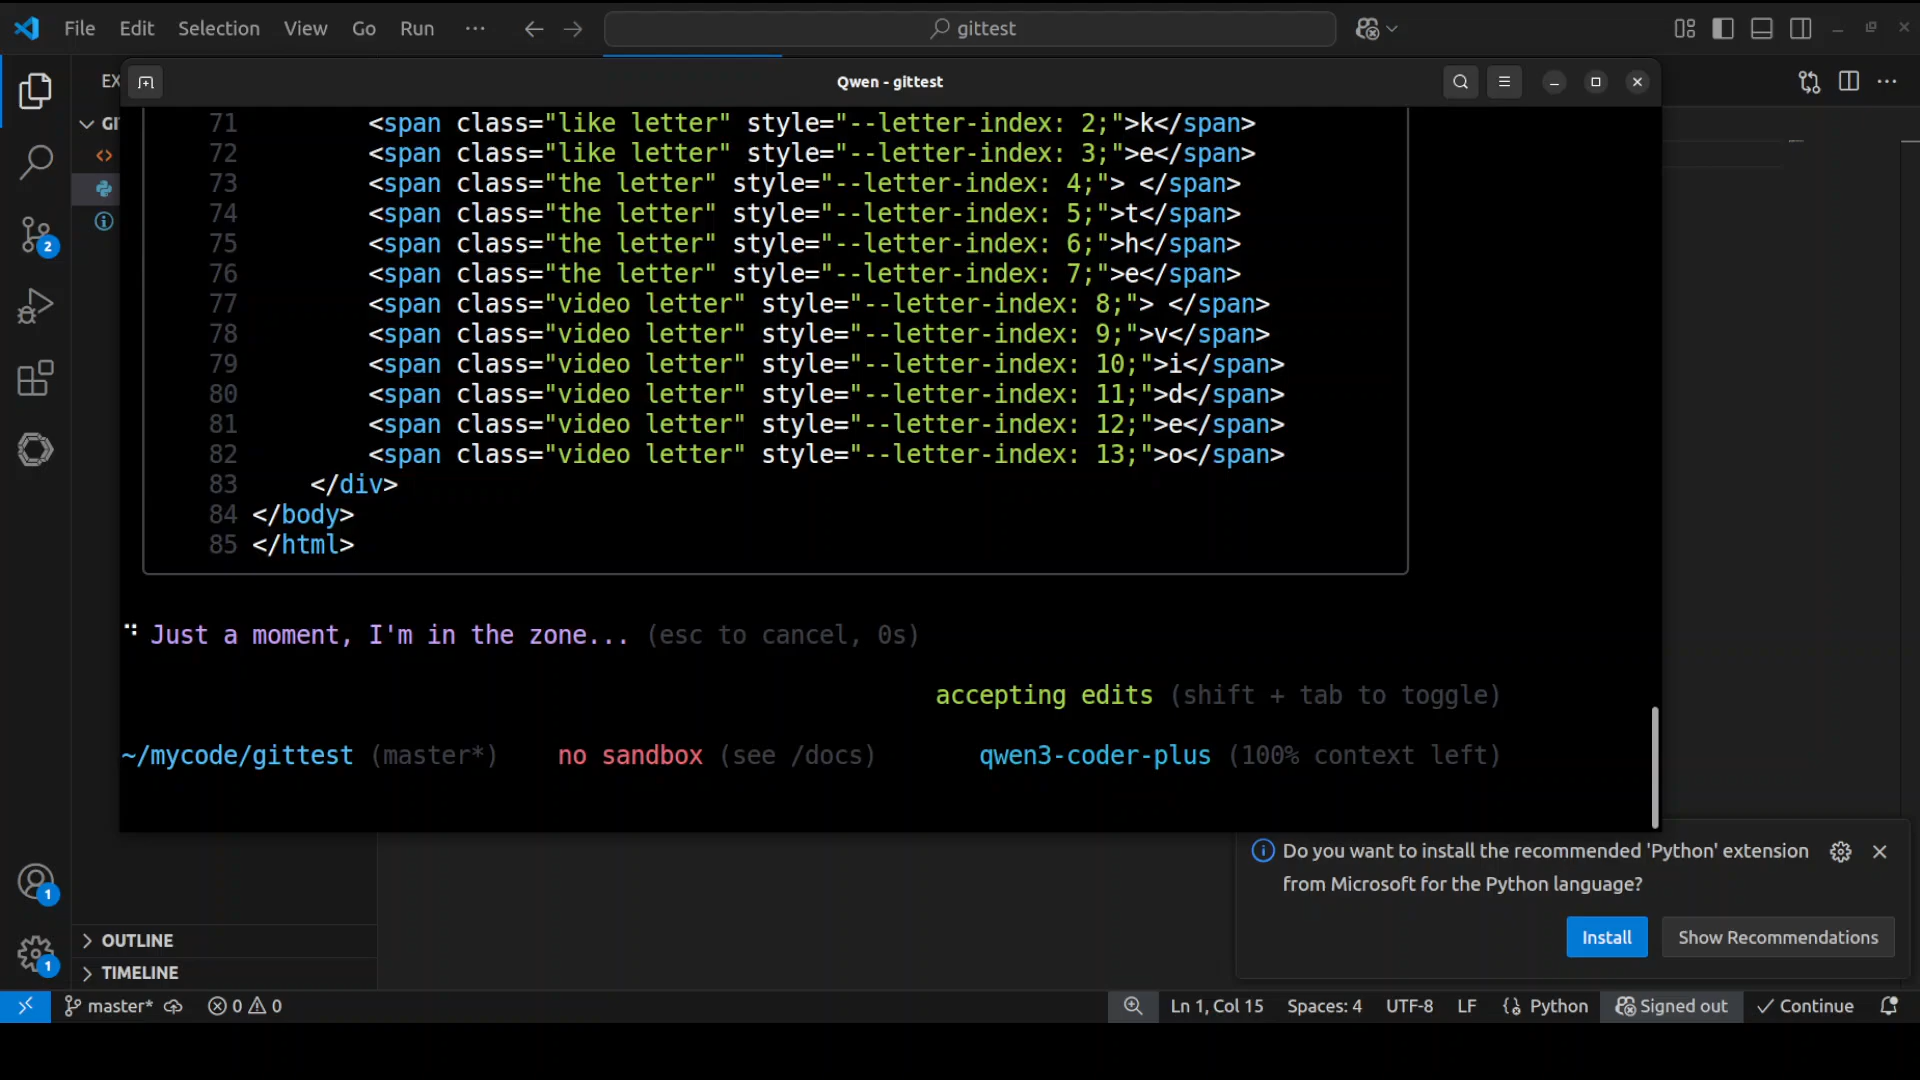 File Edit Selection View Go Run ··· gittest
EX
Qwen - gittest
GI
71 <span class="like letter" style="--letter-index: 2;">k</span>
72 <span class="like letter" style="--letter-index: 3;">e</span>
73 <span class="the letter" style="--letter-index: 4;"> </span>
74 <span class="the letter" style="--letter-index: 5;">t</span>
75 <span class="the letter" style="--letter-index: 6;">h</span>
76 <span class="the letter" style="--letter-index: 7;">e</span>
77 <span class="video letter" style="--letter-index: 8;"> </span>
78 <span class="video letter" style="--letter-index: 9;">v</span>
79 <span class="video letter" style="--letter-index: 10;">i</span>
80 <span class="video letter" style="--letter-index: 11;">d</span>
81 <span class="video letter" style="--letter-index: 12;">e</span>
82 <span class="video letter" style="--letter-index: 13;">o</span>
83 </div>
84 </body>
85 </html>
2
Just a moment, I'm in the zone... (esc to cancel, 0s)
accepting edits (shift + tab to toggle)
~/mycode/gittest (master*) no sandbox (see /docs) qwen3-coder-plus (100% context left)
Do you want to install the recommended 'Python' extension
from Microsoft for the Python language?
Install Show Recommendations
1
OUTLINE
1
TIMELINE
master* 0 0 Ln 1, Col 15 Spaces: 4 UTF-8 LF {} Python Signed out Continue